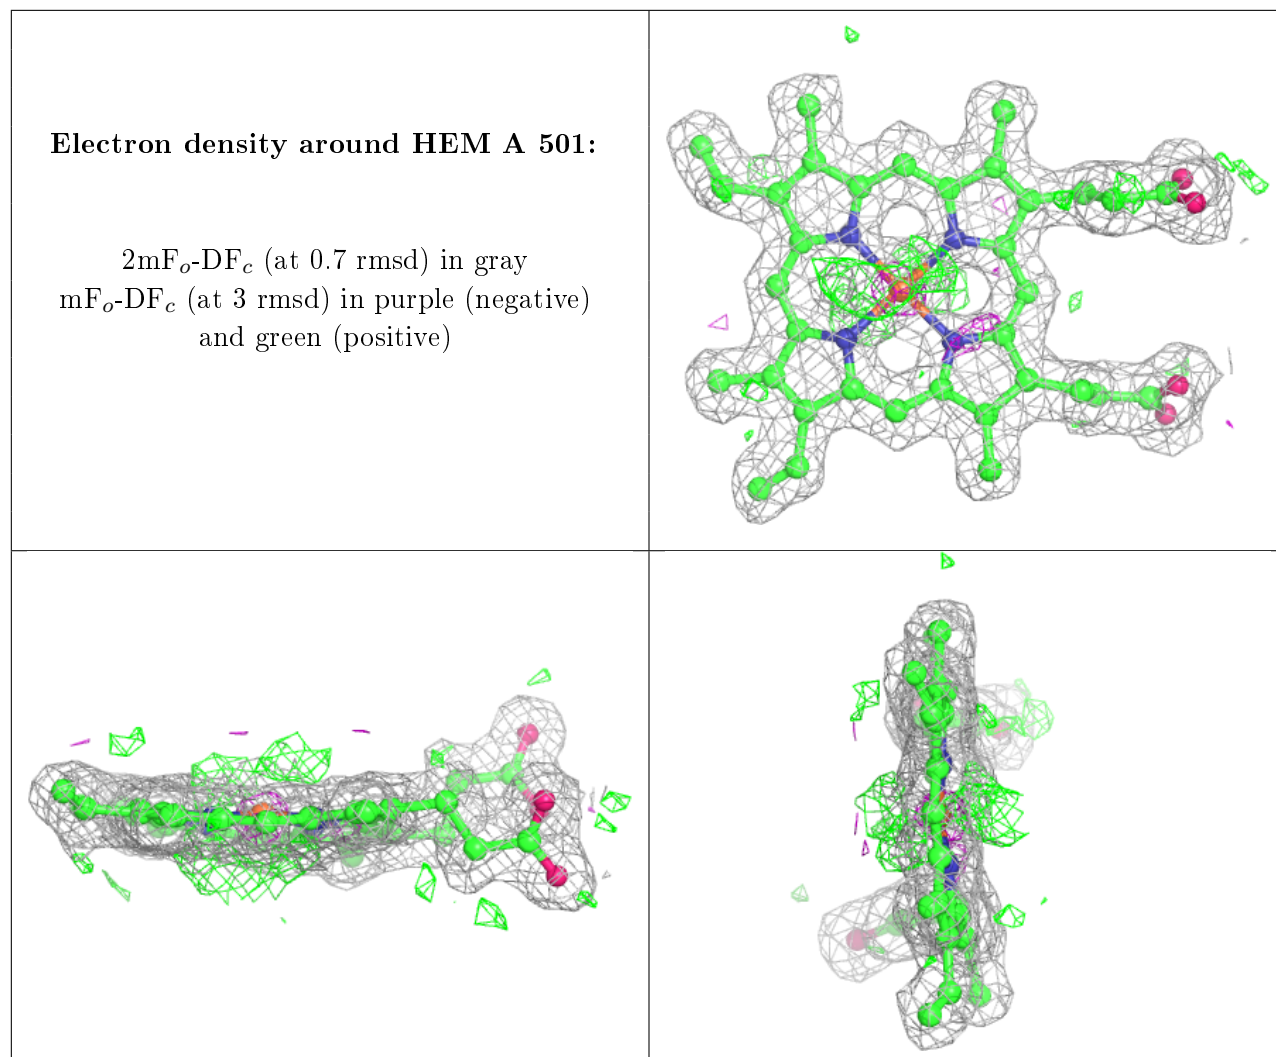 Electron density around HEM A 501:
2mFo-DFc (at 0.7 rmsd) in gray
mFo-DFc (at 3 rmsd) in purple (negative)
and green (positive)